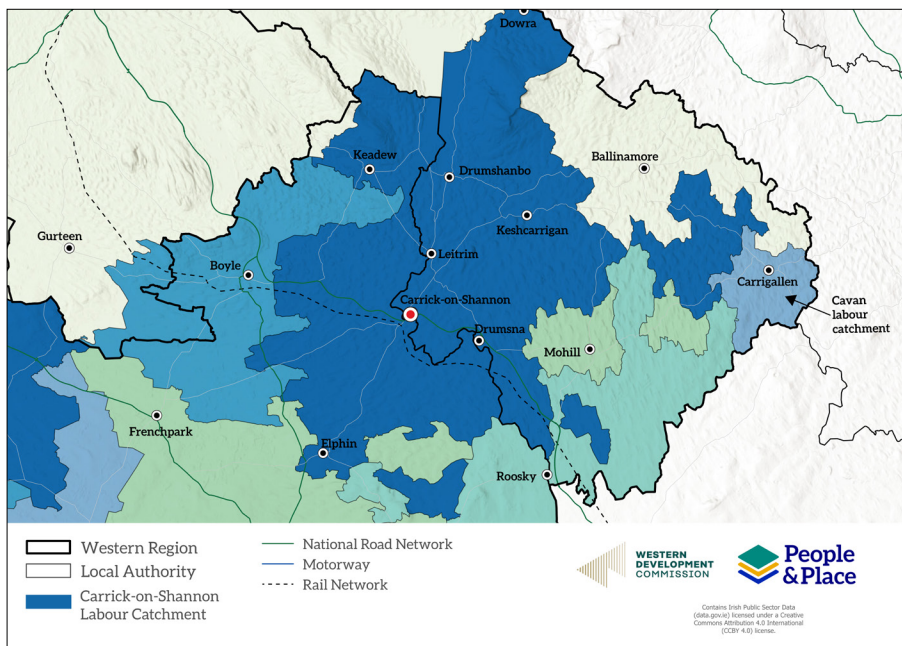 Dowra
Keadew
Drumshanbo
Ballinamore
Keshcarrigan
Gurteen
Leitrim
Boyle
Carrigallen
Carrick-on-Shannon
Cavan
labour
catchment
Drumsna
Mohill
Frenchpark
Elphin
Roosky
Western Region
Local Authority
Carrick-on-Shannon
Labour Catchment
National Road Network
Motorway
Rail Network
WESTERN
DEVELOPMENT
COMMISSION
People
&Place
Contains Irish Public Sector Data
(data.gov.ie) licensed under a Creative
Commons Attribution 4.0 International
(CCBY 4.0) license.